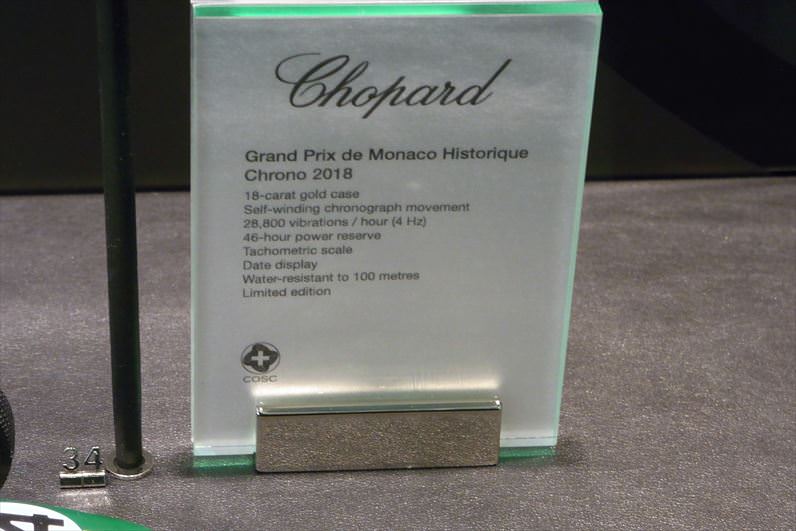 Chopard
Grand Prix de Monaco Historique
Chrono 2018
18-carat gold case
Self-winding chronograph movement
28,800 vibrations / hour (4 Hz)
46-hour power reserve
Tachometric scale
Date display
Water-resistant to 100 metres
Limited edition
COSC
34